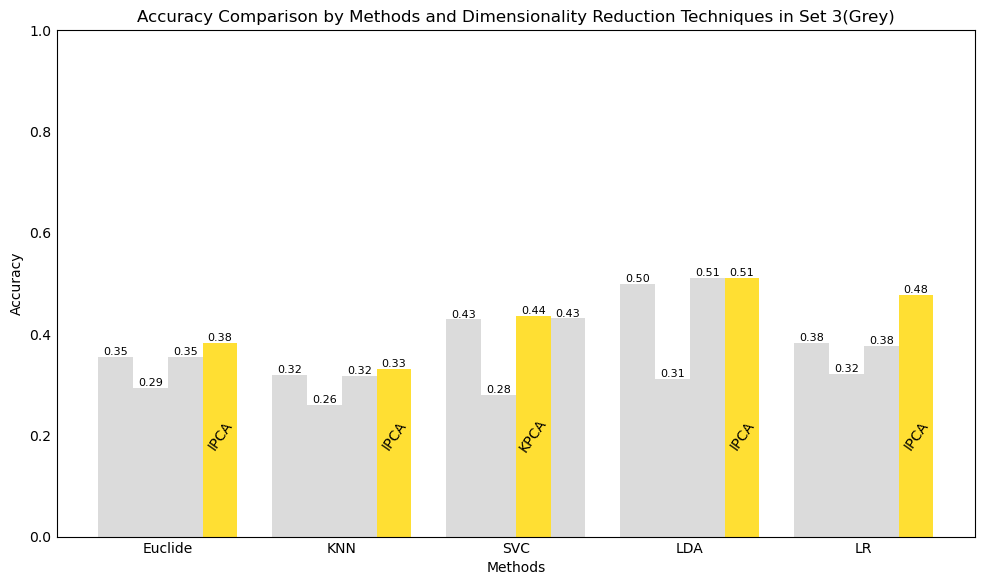 Accuracy Comparison by Methods and Dimensionality Reduction Techniques in Set 3(Grey)
1.0
0.8
0.6
0.4
0.2
0.0
Accuracy
0.35
0.29
0.35
0.38
IPCA
0.32
0.26
0.32
0.33
IPCA
0.43
0.28
0.44
KPCA
0.43
0.50
0.31
0.51
0.51
IPCA
0.38
0.32
0.38
0.48
IPCA
Euclide
KNN
SVC
LDA
LR
Methods